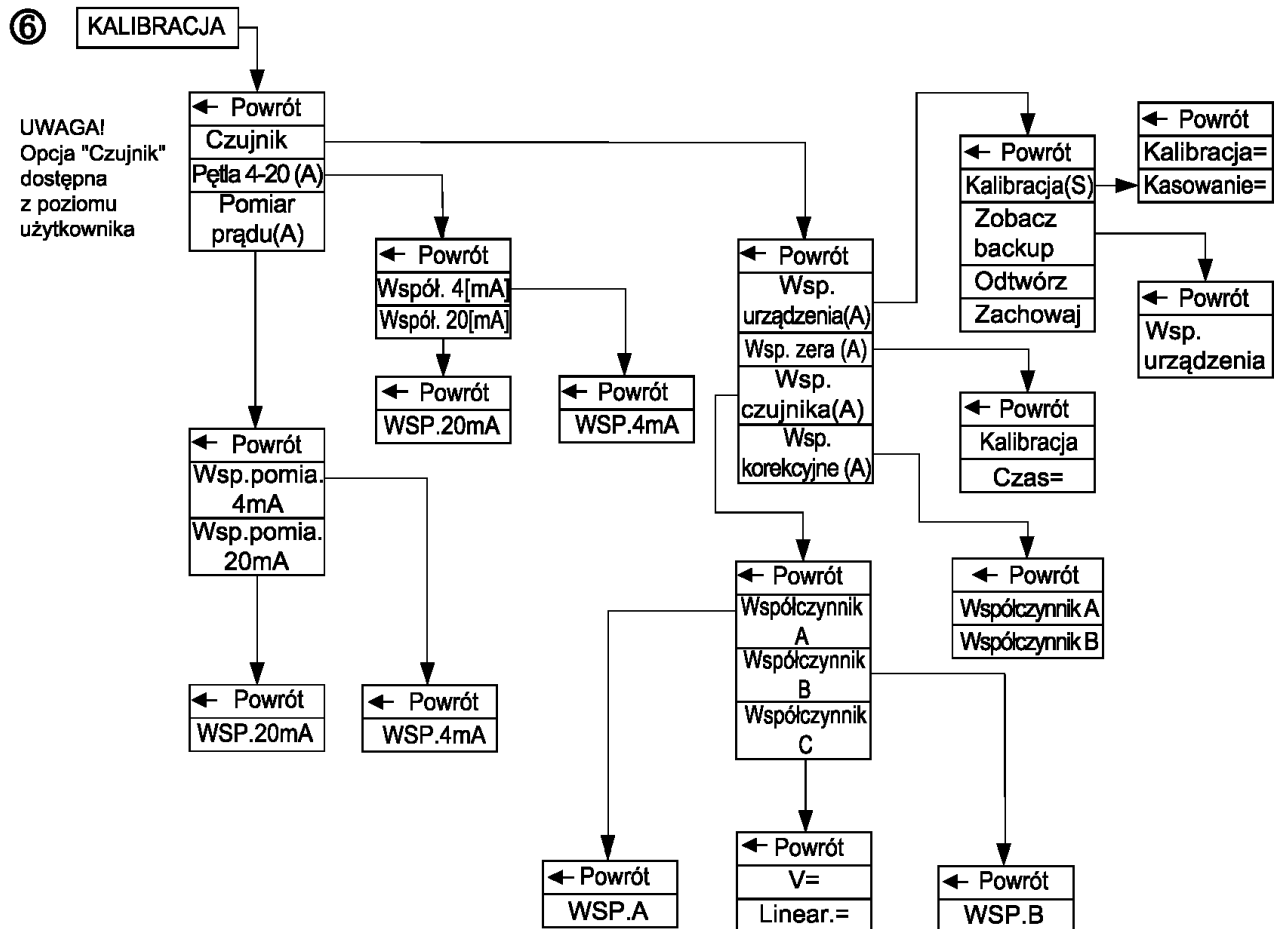 ⑥ KALIBRACJA
UWAGA!
Opcja "Czujnik"
dostępna
z poziomu
użytkownika
← Powrót
Czujnik
Pętla 4-20 (A)
Pomiar
prądu(A)
← Powrót
Współ. 4[mA]
Współ. 20[mA]
← Powrót
WSP.20mA
← Powrót
WSP.4mA
← Powrót
Wsp.pomia.
4mA
Wsp.pomia.
20mA
← Powrót
WSP.20mA
← Powrót
WSP.4mA
← Powrót
Wsp.
urządzenia(A)
Wsp. zera (A)
Wsp.
czujnika(A)
Wsp.
korekcyjne (A)
← Powrót
Kalibracja(S)
Zobacz
backup
Odtwórz
Zachowaj
← Powrót
Kalibracja=
Kasowanie=
← Powrót
Wsp.
urządzenia
← Powrót
Kalibracja
Czas=
← Powrót
Współczynnik A
Współczynnik B
← Powrót
Współczynnik
A
Współczynnik
B
Współczynnik
C
← Powrót
WSP.A
← Powrót
V=
Linear.=
← Powrót
WSP.B